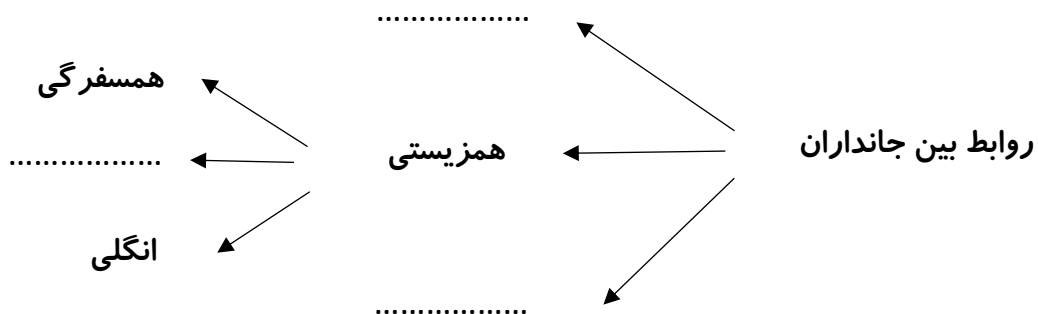 روابط بین جانداران
..................
همزیستی
..................
همسفرگی
..................
انگلی